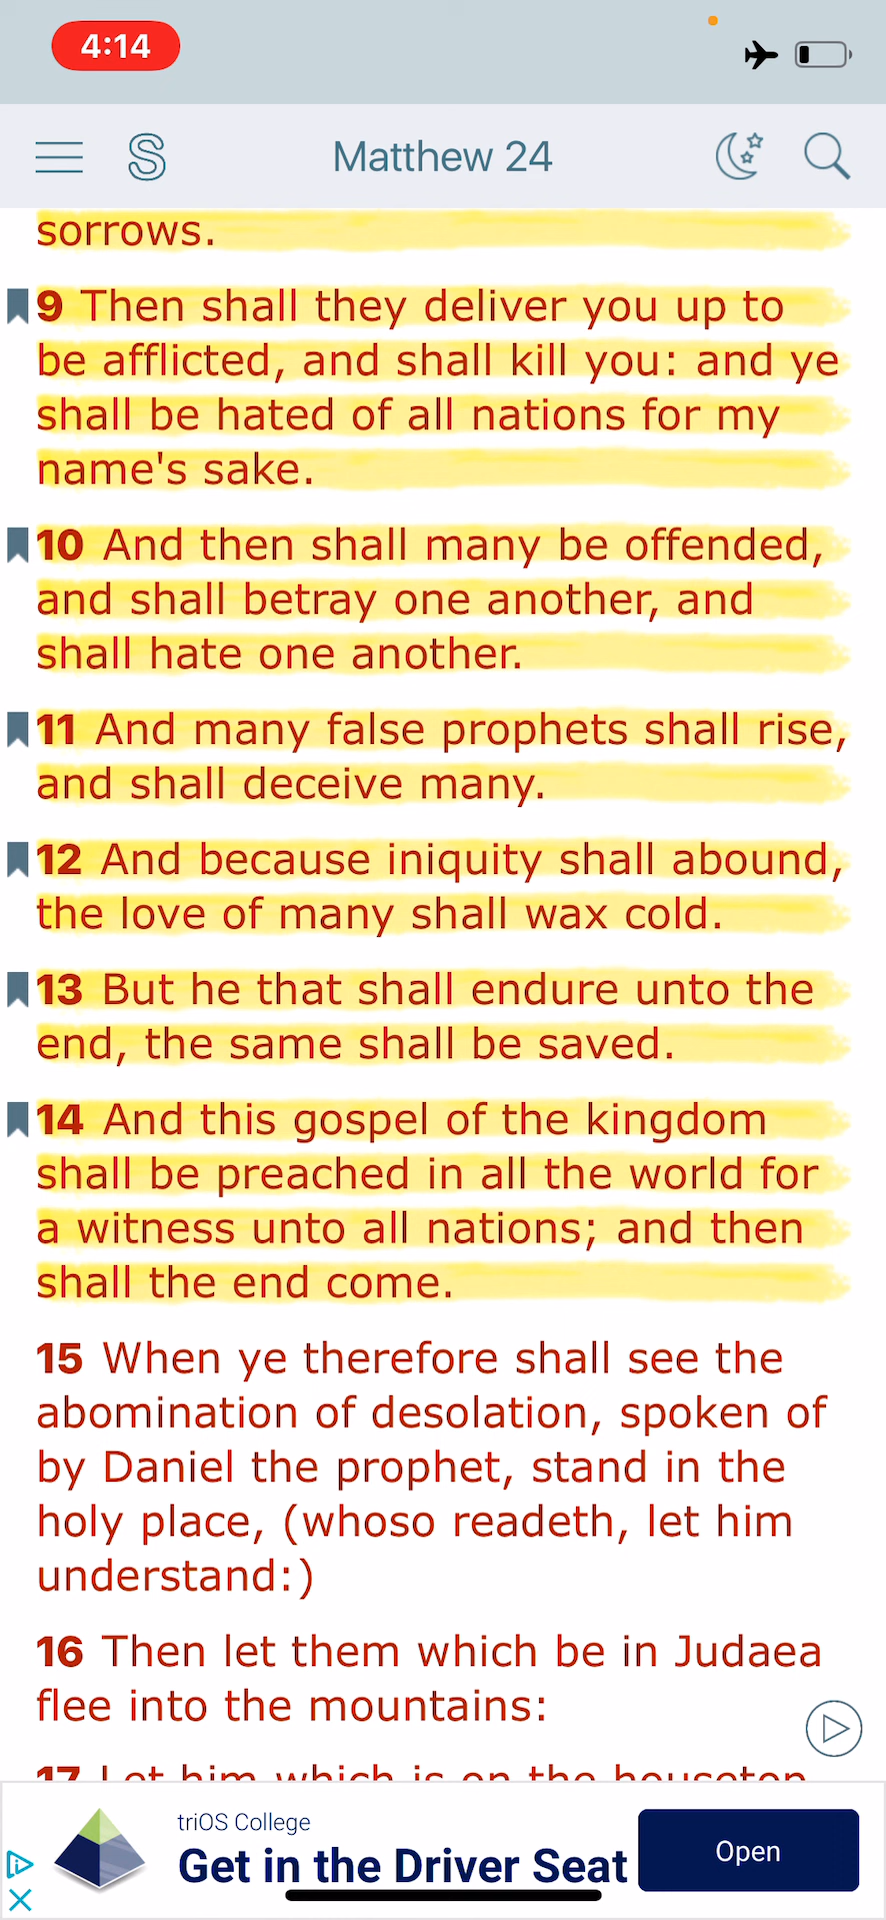 4:14
S Matthew 24
sorrows.
9 Then shall they deliver you up to
be afflicted, and shall kill you: and ye
shall be hated of all nations for my
name's sake.
10 And then shall many be offended,
and shall betray one another, and
shall hate one another.
11 And many false prophets shall rise,
and shall deceive many.
12 And because iniquity shall abound,
the love of many shall wax cold.
13 But he that shall endure unto the
end, the same shall be saved.
14 And this gospel of the kingdom
shall be preached in all the world for
a witness unto all nations; and then
shall the end come.
15 When ye therefore shall see the
abomination of desolation, spoken of
by Daniel the prophet, stand in the
holy place, (whoso readeth, let him
understand:)
16 Then let them which be in Judaea
flee into the mountains:
17 Let him which is on the housetop
triOS College
Get in the Driver Seat
Open